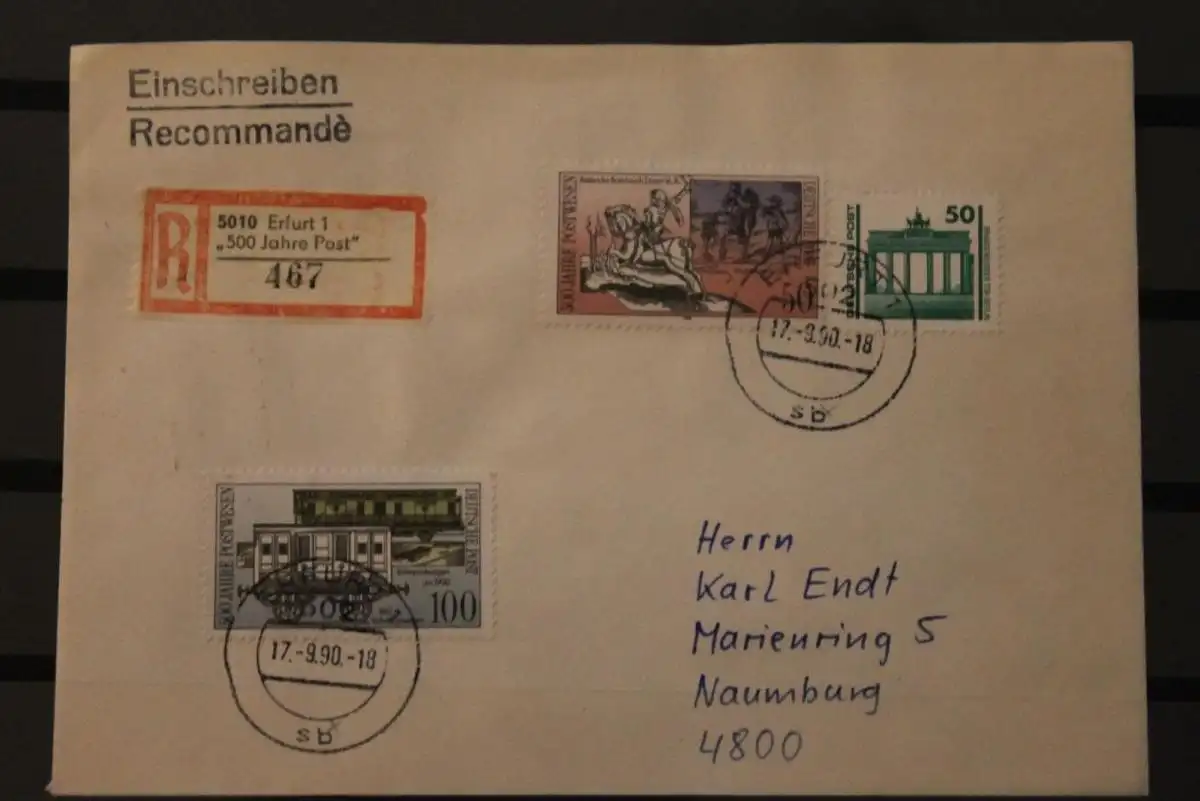 Einschreiben
Recommandè
R
5010 Erfurt 1
„500 Jahre Post“
467
500 JAHRE POSTWESEN
50
DEUTSCHE POST
50
17.-9.90.-18
sb
500 JAHRE POSTWESEN
DEUTSCHE POST
100
17.-9.90.-18
sb
Herrn
Karl Endt
Marienring 5
Naumburg
4800